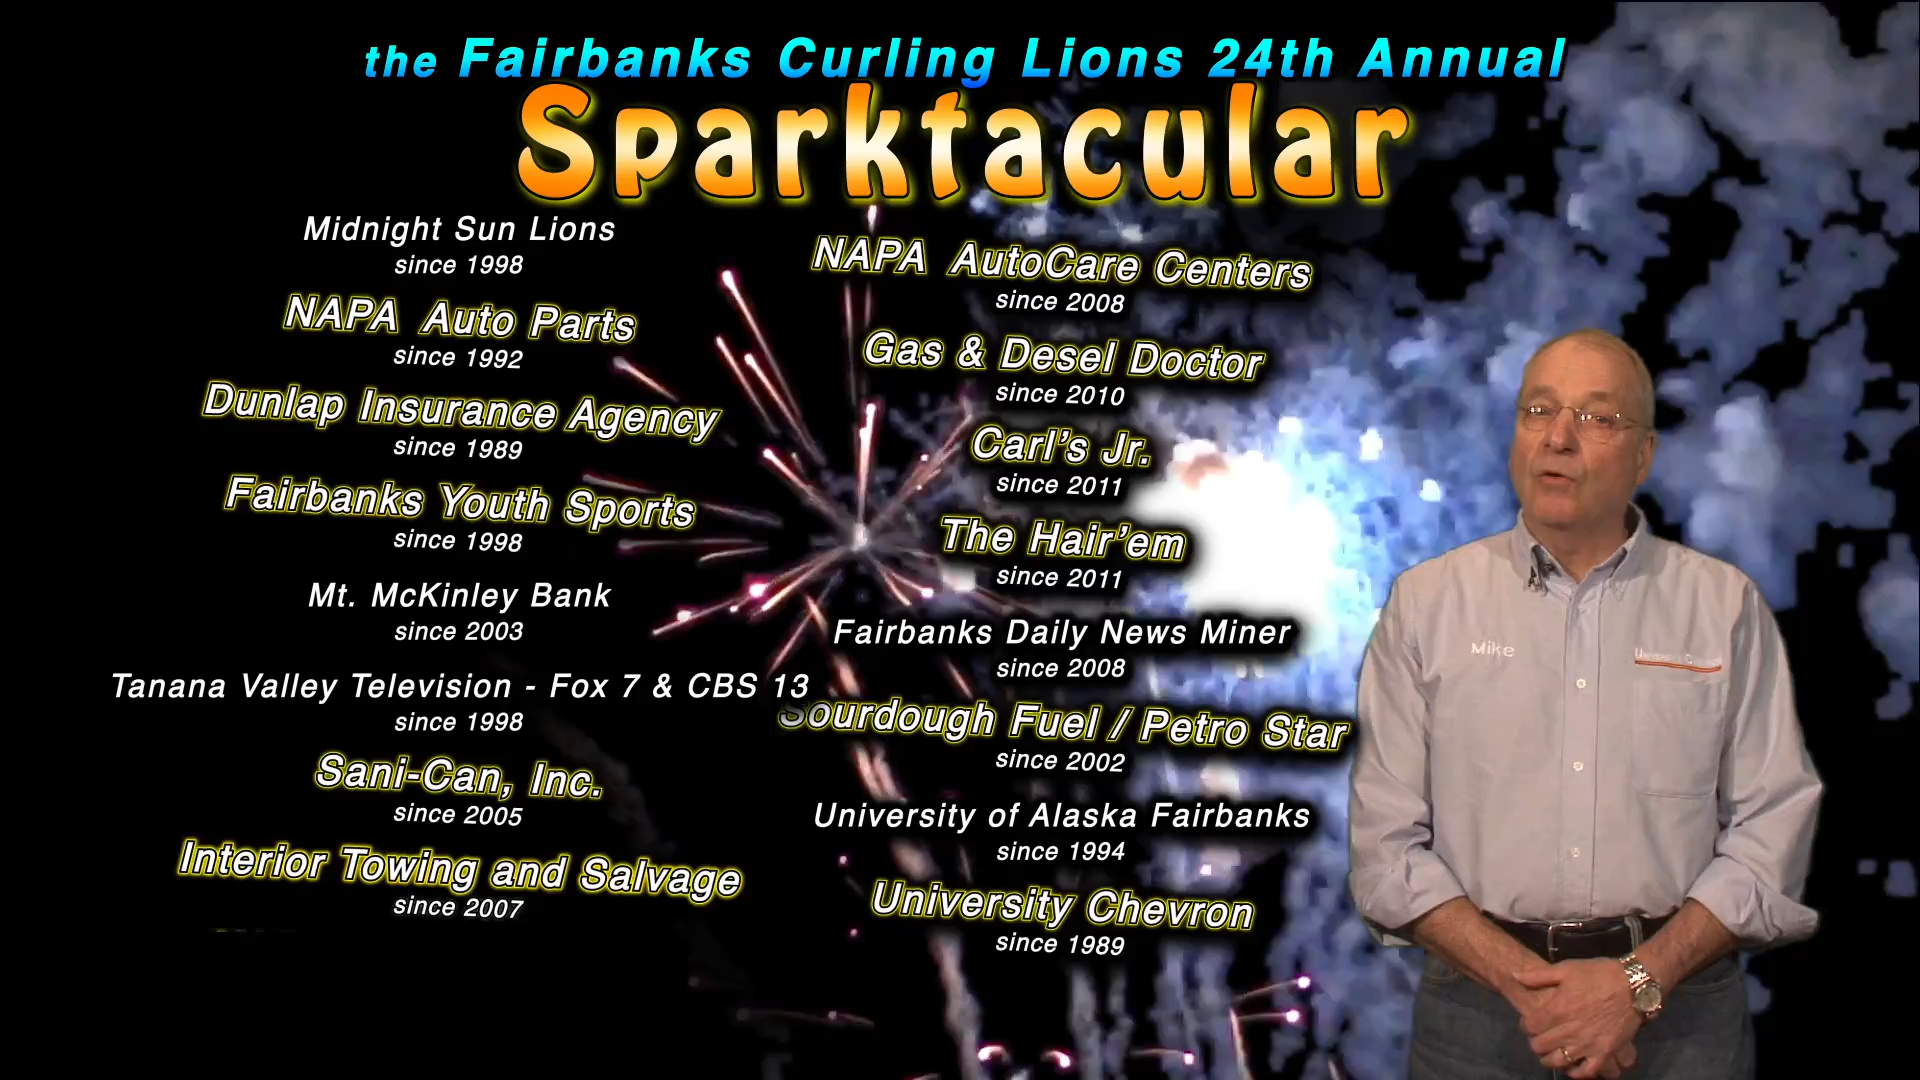 the Fairbanks Curling Lions 24th Annual
Sparktacular
Midnight Sun Lions
since 1998
NAPA AutoCare Centers
since 2008
NAPA Auto Parts
since 1992
Gas & Desel Doctor
since 2010
Dunlap Insurance Agency
since 1989
Carl's Jr.
since 2011
Fairbanks Youth Sports
since 1998
The Hair'em
since 2011
Mt. McKinley Bank
since 2003
Fairbanks Daily News Miner
since 2008
Tanana Valley Television - Fox 7 & CBS 13
since 1998
Sourdough Fuel / Petro Star
since 2002
Sani-Can, Inc.
since 2005
University of Alaska Fairbanks
since 1994
Interior Towing and Salvage
since 2007
University Chevron
since 1989
Mike